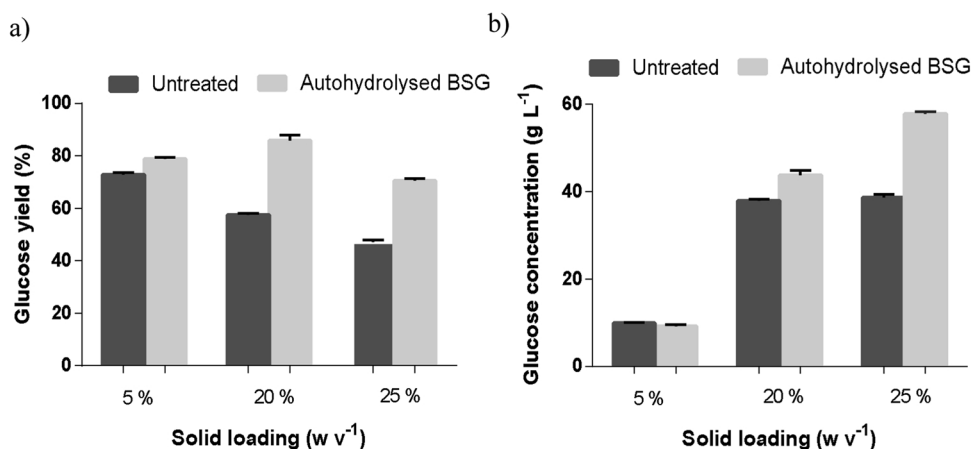 a)
Untreated Autohydrolysed BSG
Glucose yield (%)
100
80
60
40
20
0
5 % 20 % 25 %
Solid loading (w v⁻¹)
b)
Untreated Autohydrolysed BSG
Glucose concentration (g L⁻¹)
60
40
20
0
5 % 20 % 25 %
Solid loading (w v⁻¹)